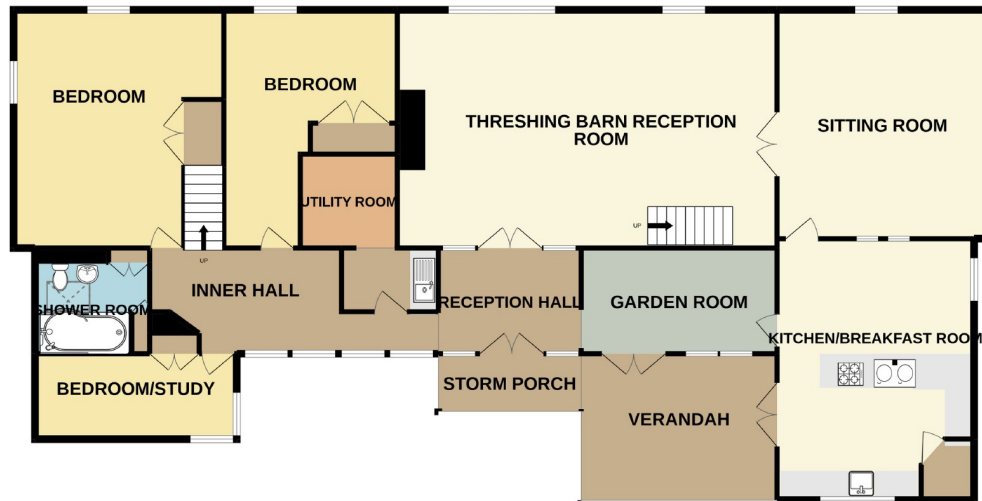 BEDROOM
BEDROOM
THRESHING BARN RECEPTION
ROOM
SITTING ROOM
UTILITY ROOM
UP
UP
INNER HALL
RECEPTION HALL
GARDEN ROOM
SHOWER ROOM
KITCHEN/BREAKFAST ROOM
BEDROOM/STUDY
STORM PORCH
VERANDAH